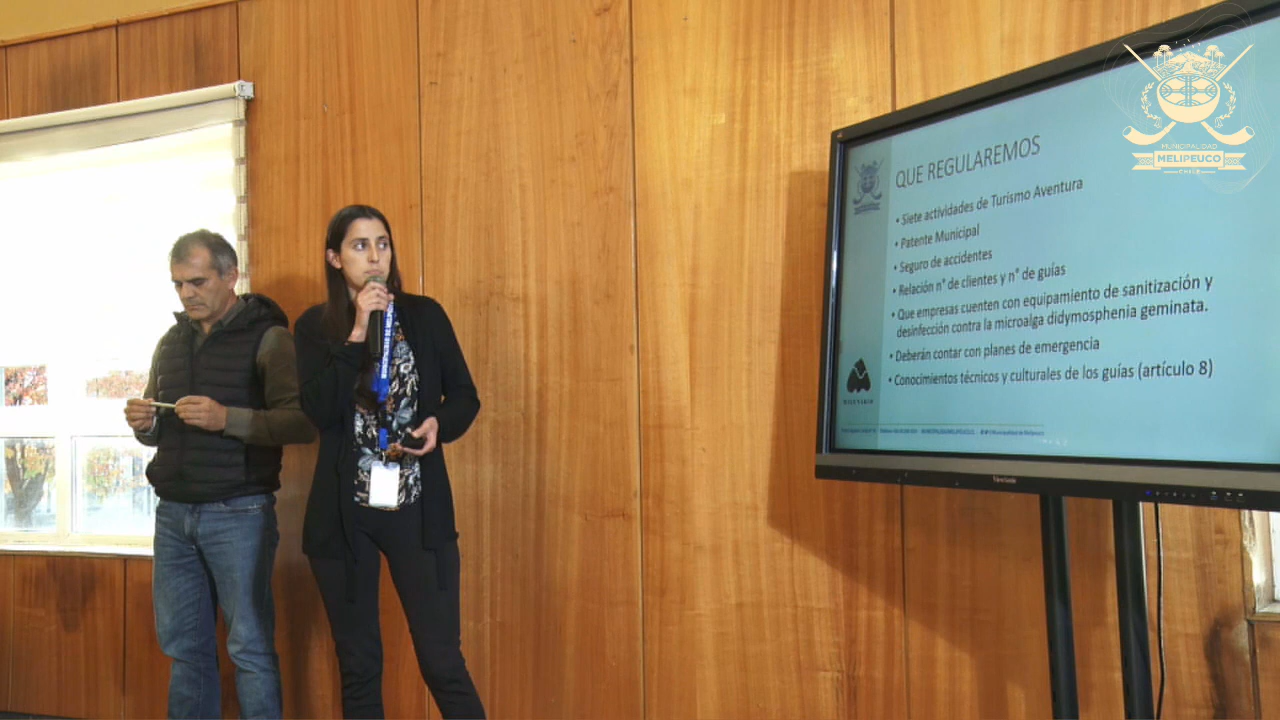 MUNICIPALIDAD
MELIPEUCO
CHILE
QUE REGULAREMOS
• Siete actividades de Turismo Aventura
• Patente Municipal
• Seguro de accidentes
• Relación n° de clientes y n° de guías
• Que empresas cuenten con equipamiento de sanitización y
desinfección contra la microalga didymosphenia geminata.
• Deberán contar con planes de emergencia
• Conocimientos técnicos y culturales de los guías (artículo 8)
ViewSonic